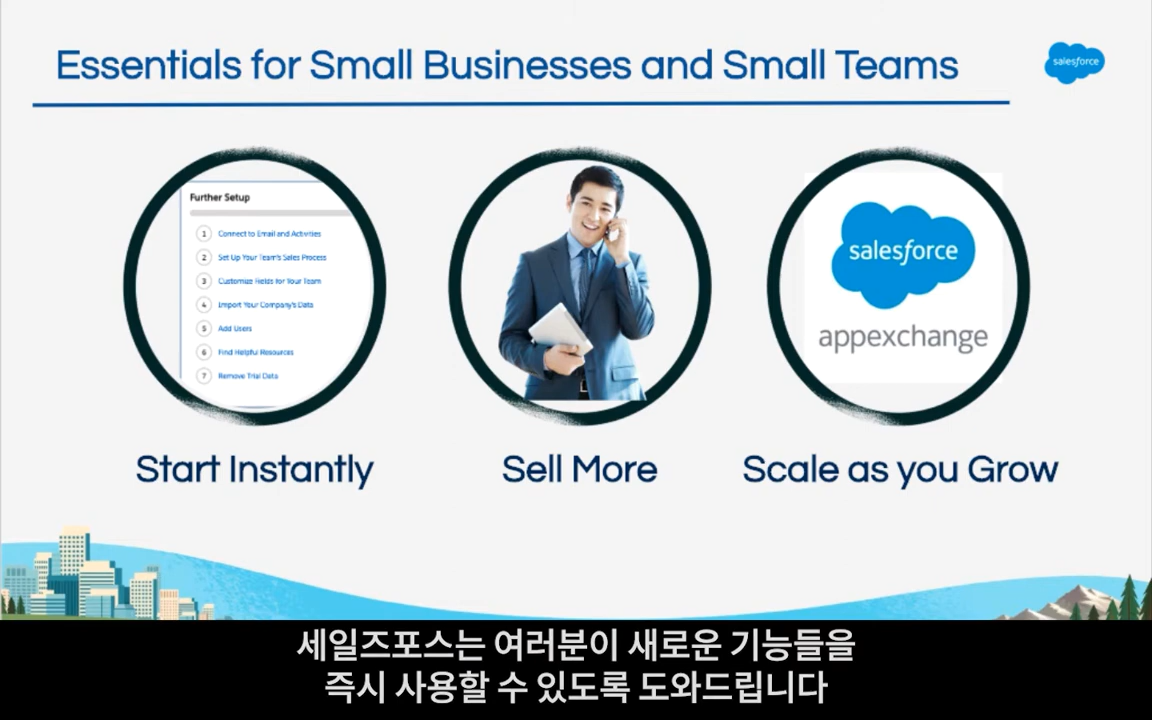 Essentials for Small Businesses and Small Teams
salesforce
Further Setup
1 Connect to Email and Activities
2 Set Up Your Team's Sales Process
3 Customize Fields for Your Team
4 Import Your Company's Data
5 Add Users
6 Find Helpful Resources
7 Remove Trial Data
salesforce
appexchange
Start Instantly
Sell More
Scale as you Grow
세일즈포스는 여러분이 새로운 기능들을
즉시 사용할 수 있도록 도와드립니다